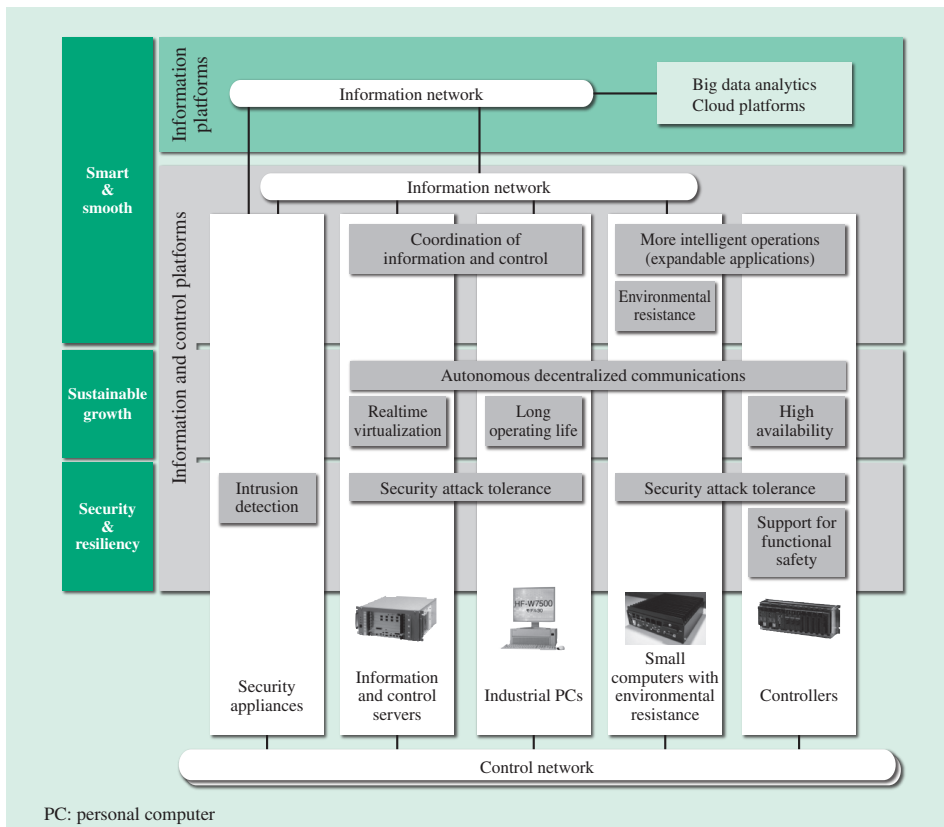 Information
platforms
Information network
Big data analytics
Cloud platforms
Smart
&
smooth
Information and control platforms
Information network
Coordination of
information and control
More intelligent operations
(expandable applications)
Environmental
resistance
Sustainable
growth
Autonomous decentralized communications
Realtime
virtualization
Long
operating life
High
availability
Security
&
resiliency
Intrusion
detection
Security attack tolerance
Security attack tolerance
Support for
functional
safety
HF-W7500
Security
appliances
Information
and control
servers
Industrial PCs
Small
computers with
environmental
resistance
Controllers
Control network
PC: personal computer